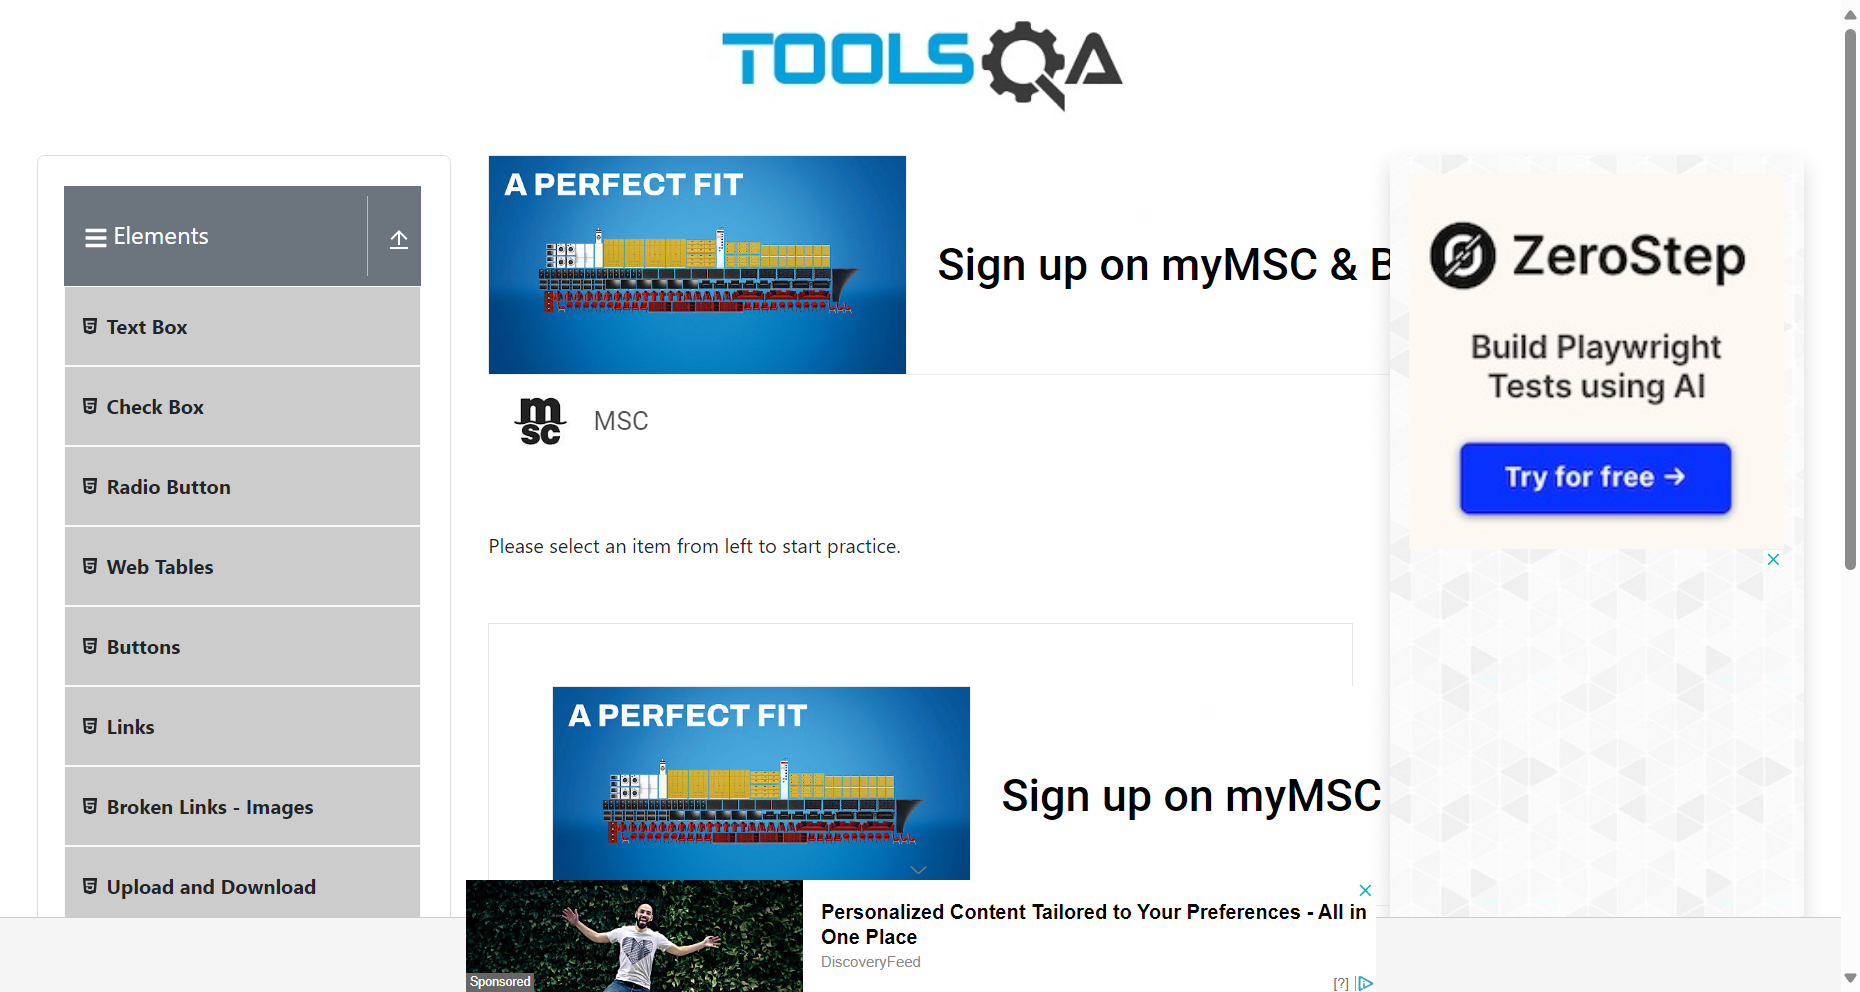 TOOLSQA
Elements
Text Box
Check Box
Radio Button
Web Tables
Buttons
Links
Broken Links - Images
Upload and Download
A PERFECT FIT
Sign up on myMSC & B
msc
MSC
Please select an item from left to start practice.
A PERFECT FIT
Sign up on myMSC
ZeroStep
Build Playwright
Tests using AI
Try for free →
Personalized Content Tailored to Your Preferences - All in
One Place
DiscoveryFeed
Sponsored
[?]